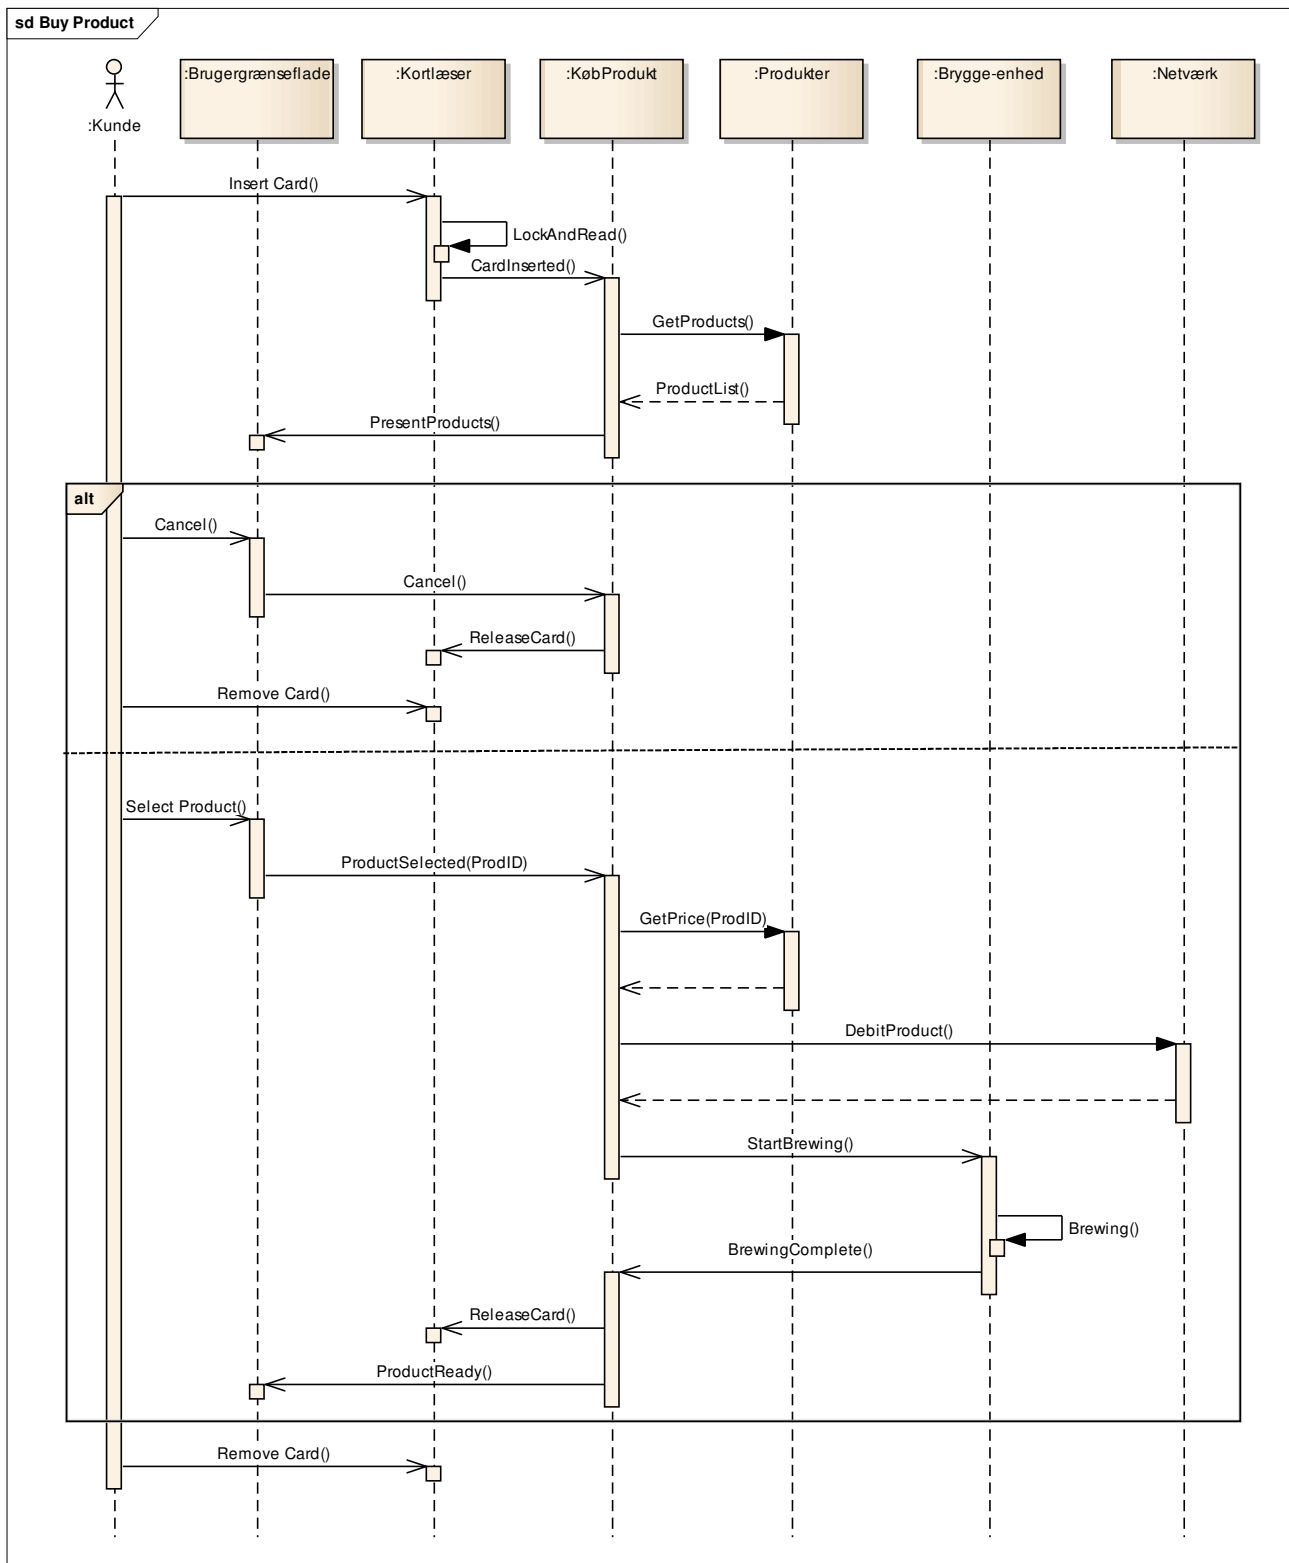 sd Buy Product
:Kunde
:Brugergrænseflade
:Kortlæser
:KøbProdukt
:Produkter
:Brygge-enhed
:Netværk
Insert Card()
LockAndRead()
CardInserted()
GetProducts()
ProductList()
PresentProducts()
alt
Cancel()
Cancel()
ReleaseCard()
Remove Card()
Select Product()
ProductSelected(ProdID)
GetPrice(ProdID)
DebitProduct()
StartBrewing()
Brewing()
BrewingComplete()
ReleaseCard()
ProductReady()
Remove Card()